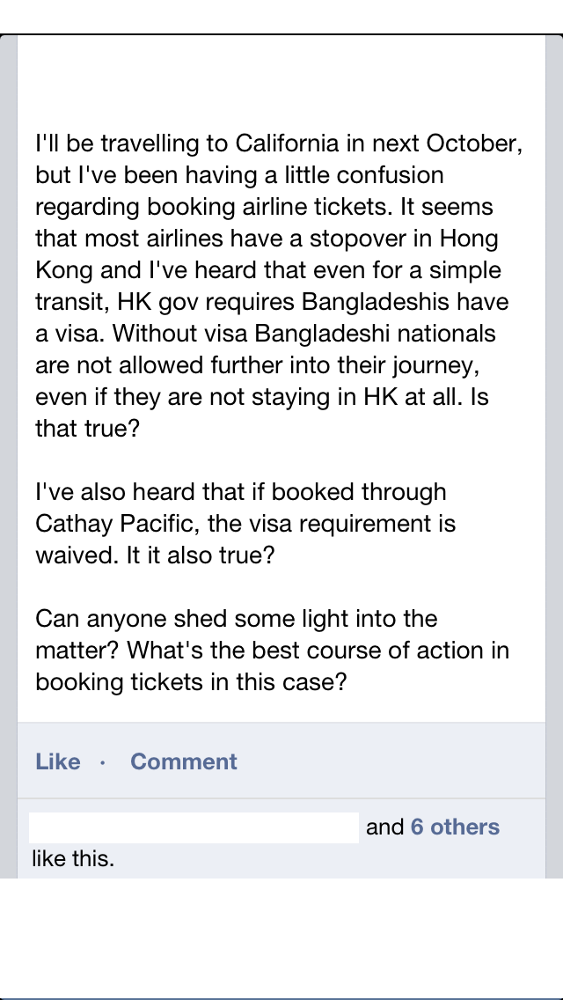 I'll be travelling to California in next October,
but I've been having a little confusion
regarding booking airline tickets. It seems
that most airlines have a stopover in Hong
Kong and I've heard that even for a simple
transit, HK gov requires Bangladeshis have
a visa. Without visa Bangladeshi nationals
are not allowed further into their journey,
even if they are not staying in HK at all. Is
that true?
I've also heard that if booked through
Cathay Pacific, the visa requirement is
waived. It it also true?
Can anyone shed some light into the
matter? What's the best course of action in
booking tickets in this case?
Like · Comment
and 6 others
like this.